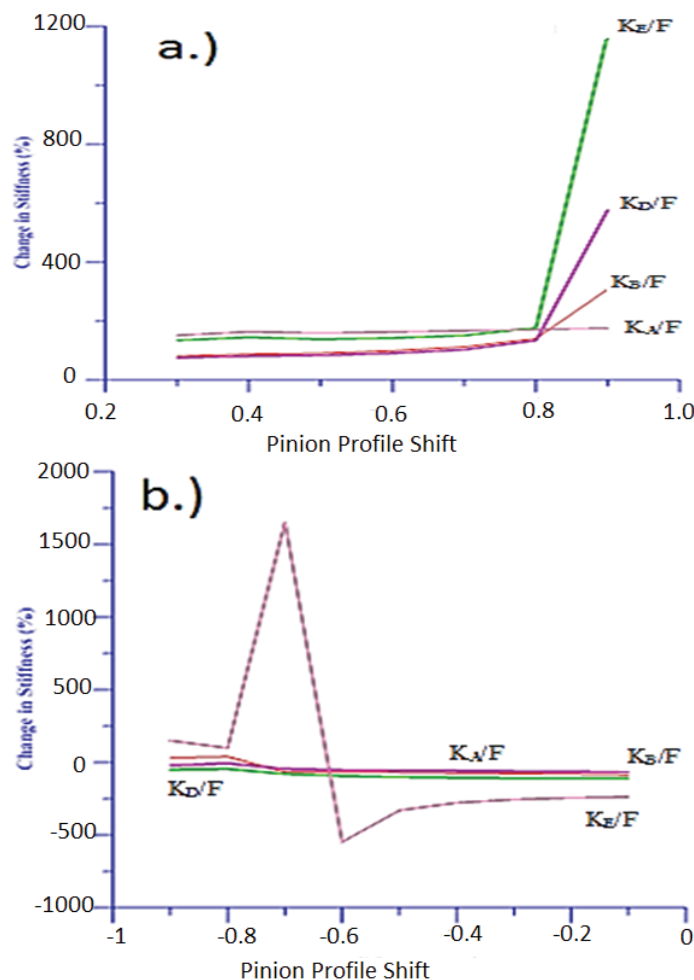 a.)
Change in Stiffness (%)
1200
800
400
0
0.2 0.4 0.6 0.8 1.0
Pinion Profile Shift
KE/F
KD/F
KB/F
KA/F
b.)
Change in Stiffness (%)
2000
1500
1000
500
0
-500
-1000
-1 -0.8 -0.6 -0.4 -0.2 0
Pinion Profile Shift
KA/F
KB/F
KD/F
KE/F